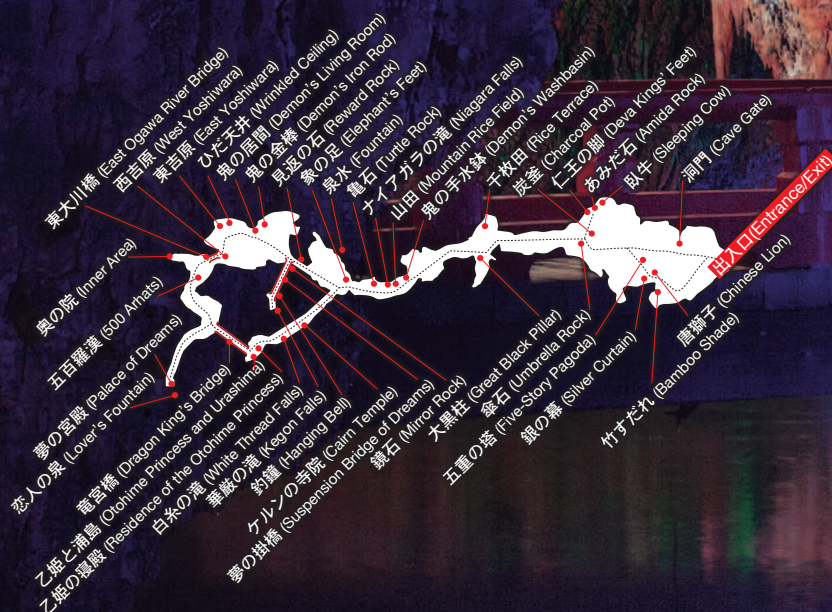 東大川橋 (East Ogawa River Bridge)
西吉原 (West Yoshiwara)
東吉原 (East Yoshiwara)
ひだ天井 (Wrinkled Ceiling)
鬼の居間 (Demon's Living Room)
鬼の金棒 (Demon's Iron Rod)
見返の石 (Reward Rock)
象の足 (Elephant's Feet)
泉水 (Fountain)
亀石 (Turtle Rock)
ナイアガラの滝 (Niagara Falls)
山田 (Mountain Rice Field)
鬼の手水鉢 (Demon's Washbasin)
千枚田 (Rice Terrace)
炭釜 (Charcoal Pot)
仁王の脚 (Deva Kings' Feet)
あみだ石 (Amida Rock)
臥牛 (Sleeping Cow)
洞門 (Cave Gate)
出入口(Entrance/Exit)
奥の院 (Inner Area)
五百羅漢 (500 Arhats)
夢の宮殿 (Palace of Dreams)
恋人の泉 (Lover's Fountain)
竜宮橋 (Dragon King's Bridge)
乙姫と浦島 (Otohime Princess and Urashima)
乙姫の寝殿 (Residence of the Otohime Princess)
白糸の滝 (White Thread Falls)
華厳の滝 (Kegon Falls)
釣鐘 (Hanging Bell)
ケルンの寺院 (Cairn Temple)
夢の掛橋 (Suspension Bridge of Dreams)
鏡石 (Mirror Rock)
大黒柱 (Great Black Pillar)
傘石 (Umbrella Rock)
五重の塔 (Five-Story Pagoda)
銀の幕 (Silver Curtain)
竹すだれ (Bamboo Shade)
唐獅子 (Chinese Lion)